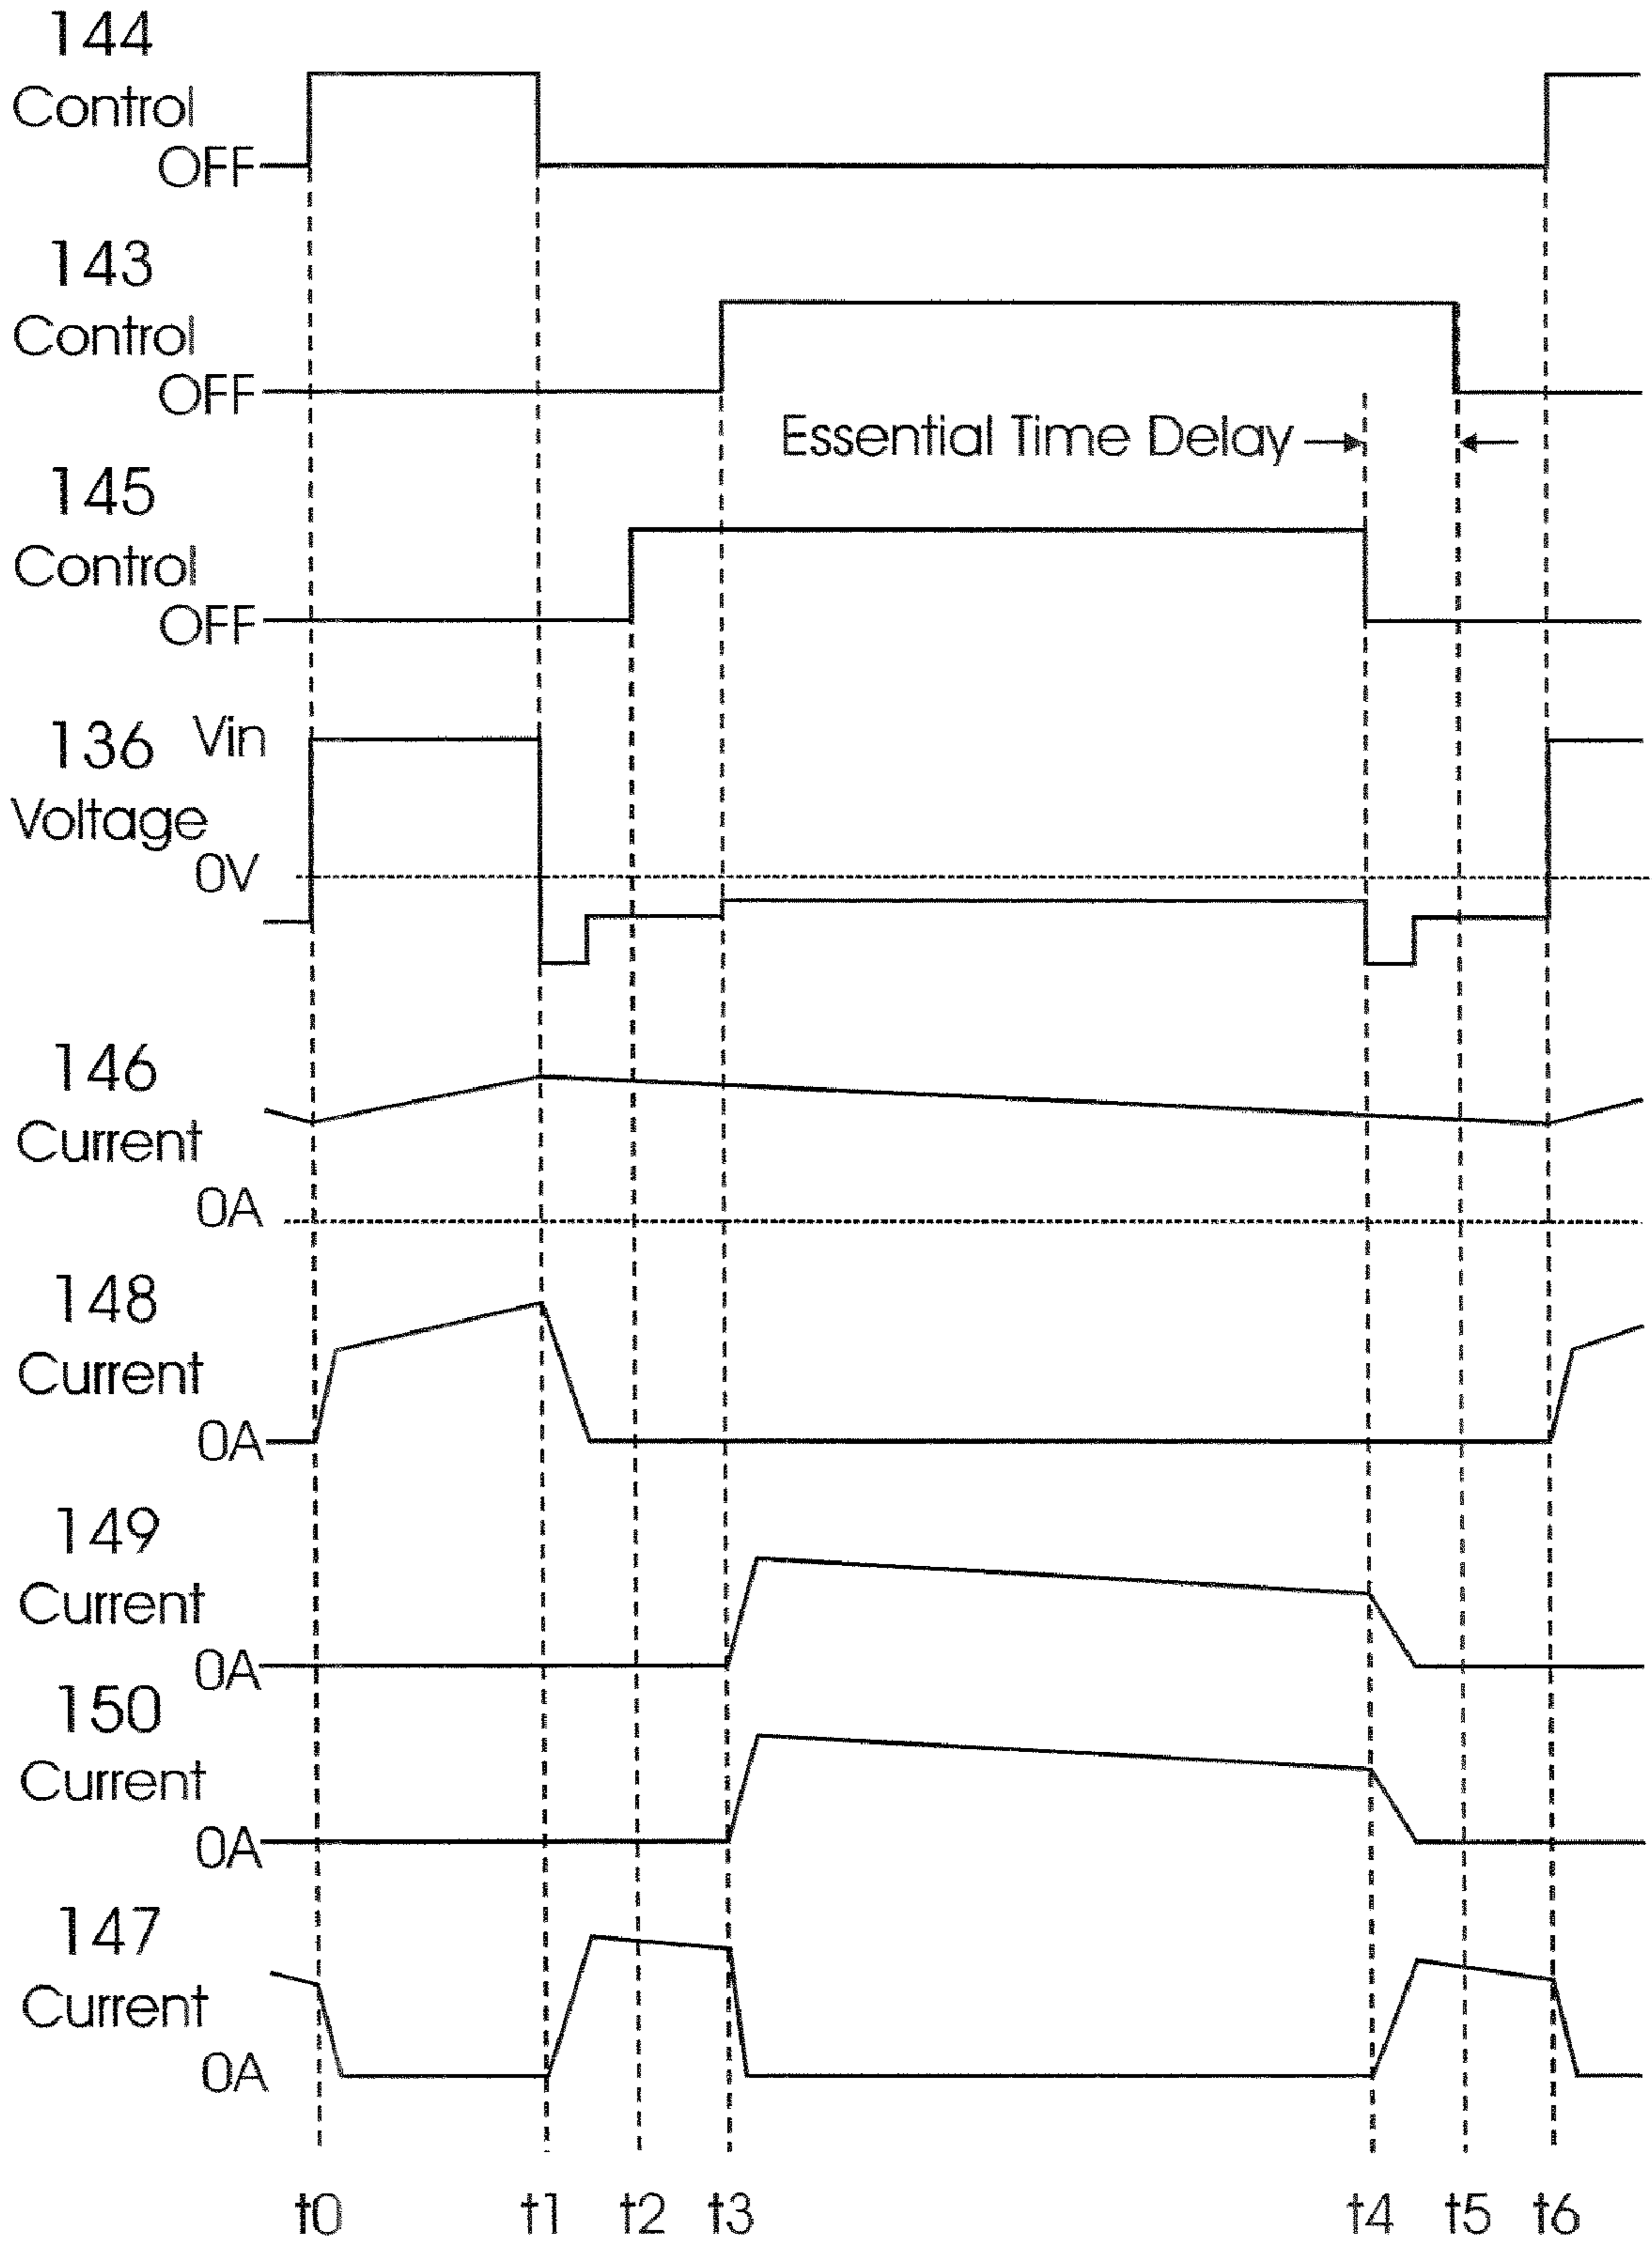 144
Control
OFF
143
Control
OFF
Essential Time Delay
145
Control
OFF
136 Vin
Voltage
0V
146
Current
0A
148
Current
0A
149
Current
0A
150
Current
0A
147
Current
0A
t0 t1 t2 t3 t4 t5 t6